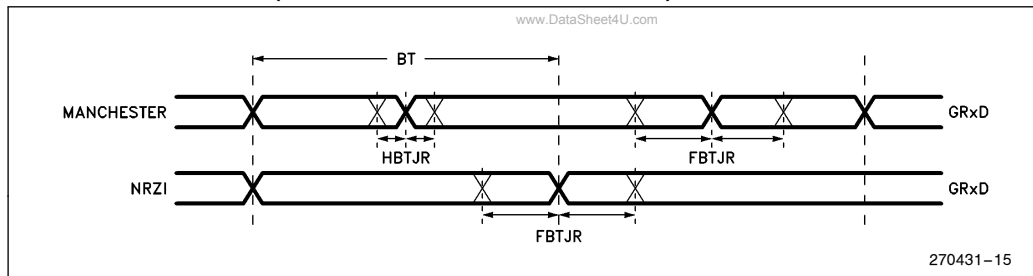 www.DataSheet4U.com
BT
MANCHESTER
GRxD
HBTJR
FBTJR
NRZI
GRxD
FBTJR
270431–15